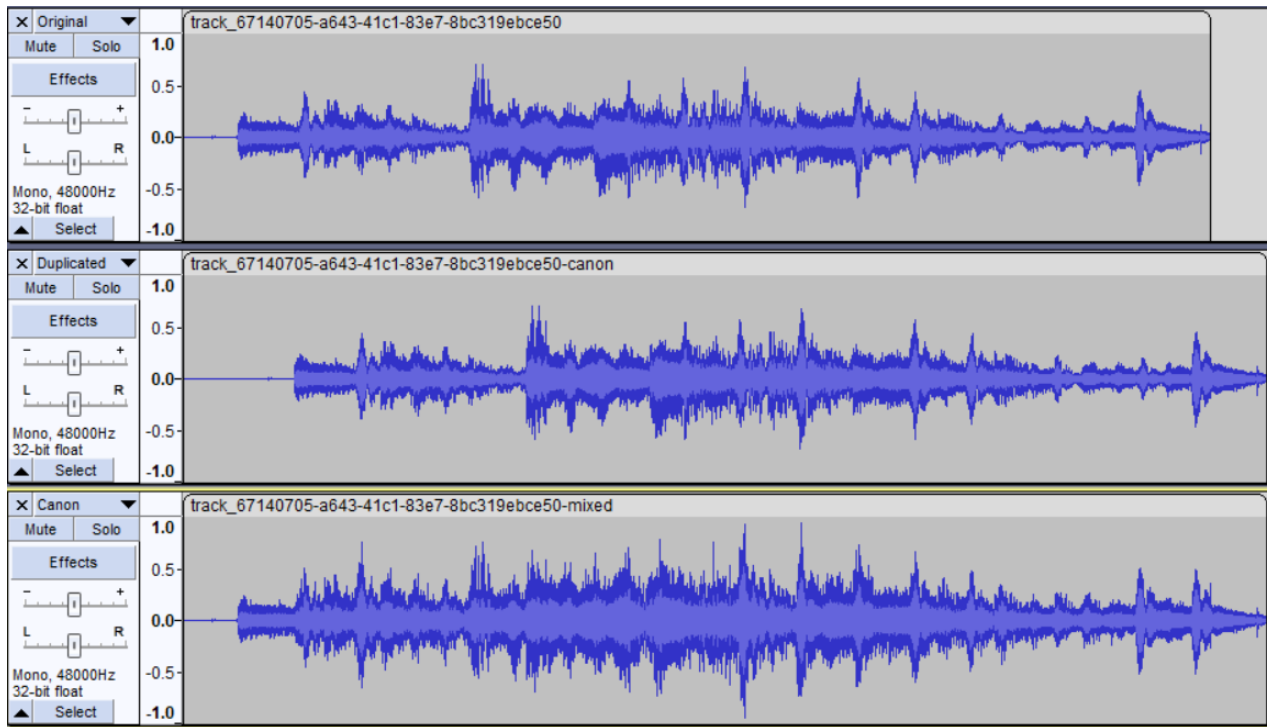 × Original ▼ track_67140705-a643-41c1-83e7-8bc319ebce50
Mute Solo 1.0
Effects
0.5
- +
0.0
L R
Mono, 48000Hz -0.5
32-bit float
▲ Select -1.0
× Duplicated ▼ track_67140705-a643-41c1-83e7-8bc319ebce50-canon
Mute Solo 1.0
Effects
0.5
- +
0.0
L R
Mono, 48000Hz -0.5
32-bit float
▲ Select -1.0
× Canon ▼ track_67140705-a643-41c1-83e7-8bc319ebce50-mixed
Mute Solo 1.0
Effects
0.5
- +
0.0
L R
Mono, 48000Hz -0.5
32-bit float
▲ Select -1.0